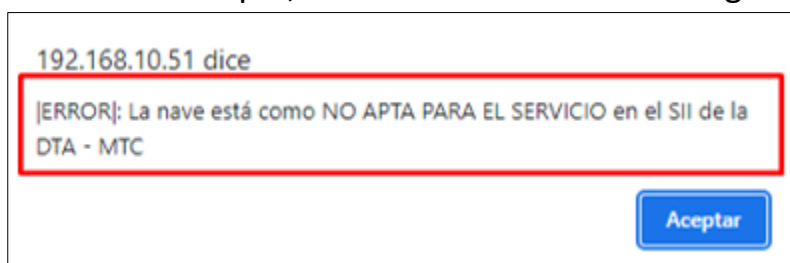 192.168.10.51 dice
|ERROR|: La nave está como NO APTA PARA EL SERVICIO en el SII de la
DTA - MTC
Aceptar